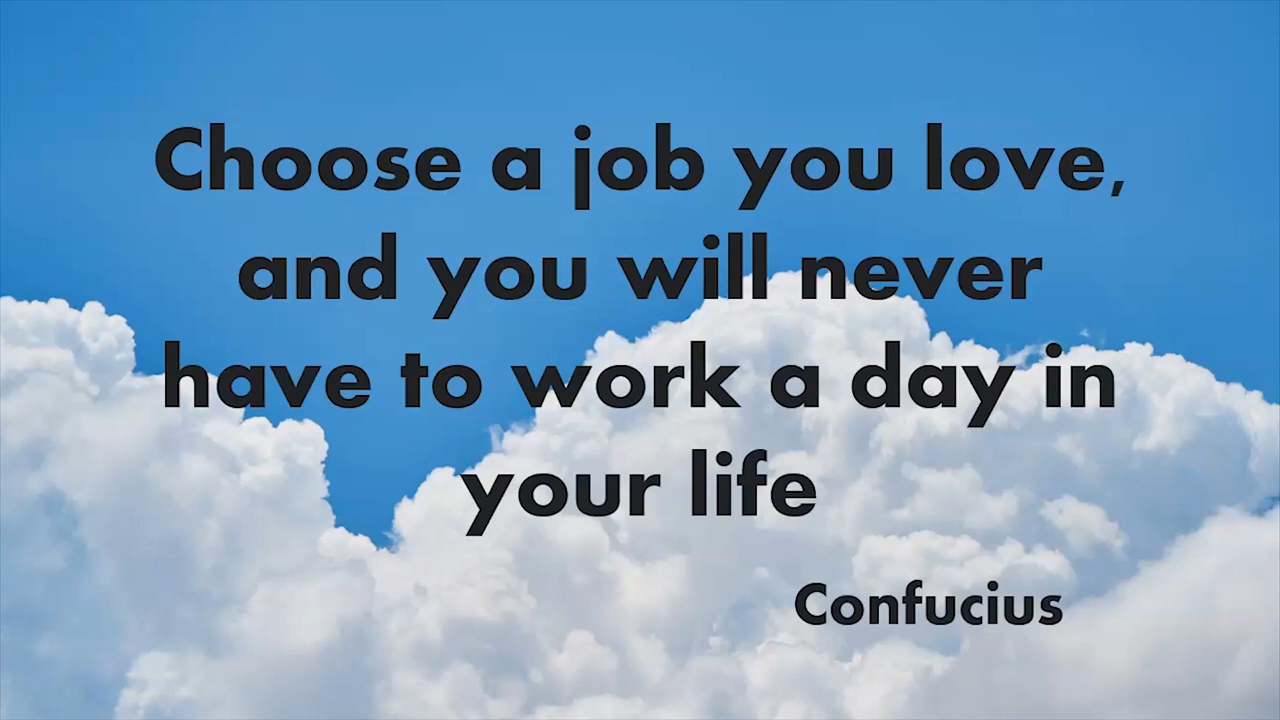 Choose a job you love,
and you will never
have to work a day in
your life
Confucius